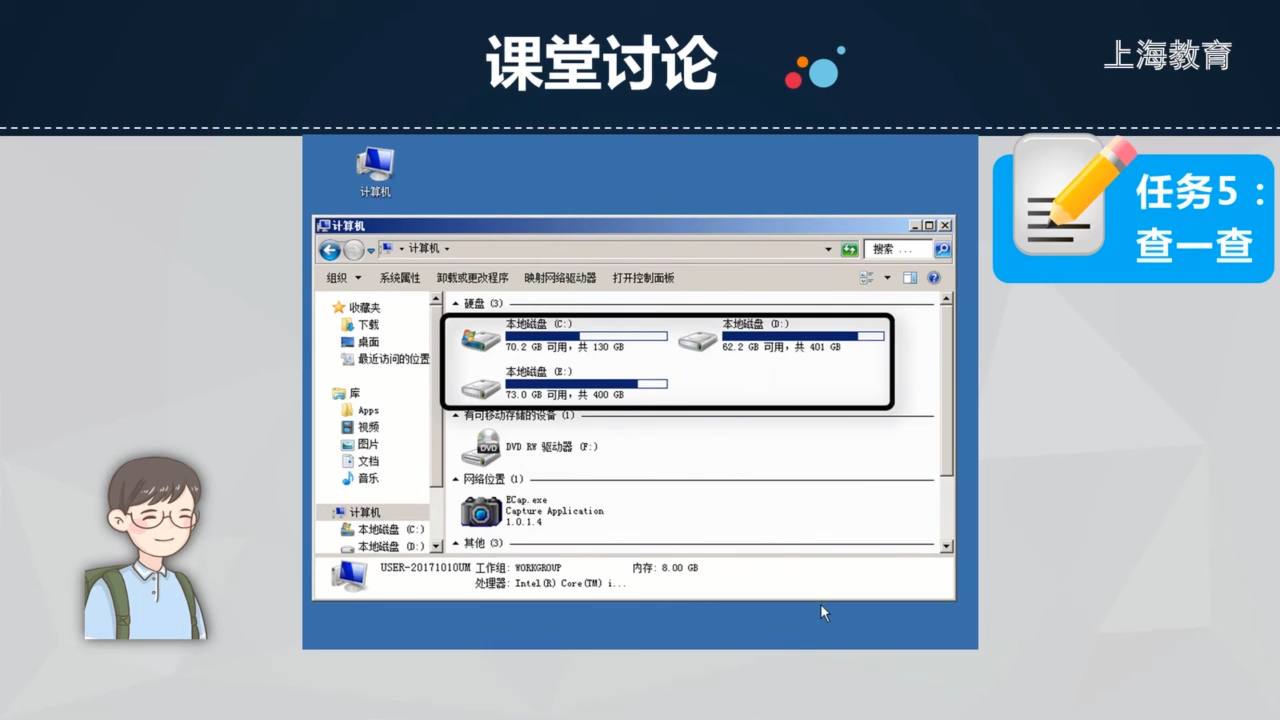 课堂讨论
上海教育
任务5：
查一查
计算机
计算机
计算机
搜索 ...
组织 系统属性 卸载或更改程序 映射网络驱动器 打开控制面板
收藏夹
下载
桌面
最近访问的位置
库
Apps
视频
图片
文档
音乐
计算机
本地磁盘 (C:)
本地磁盘 (D:)
硬盘 (3)
本地磁盘 (C:)
70.2 GB 可用，共 130 GB
本地磁盘 (D:)
62.2 GB 可用，共 401 GB
本地磁盘 (E:)
73.0 GB 可用，共 400 GB
有可移动存储的设备 (1)
DVD
DVD RW 驱动器 (F:)
网络位置 (1)
ECap.exe
Capture Application
1.0.1.4
其他 (3)
USER-20171010UM 工作组: WORKGROUP 内存: 8.00 GB
处理器: Intel(R) Core(TM) i...